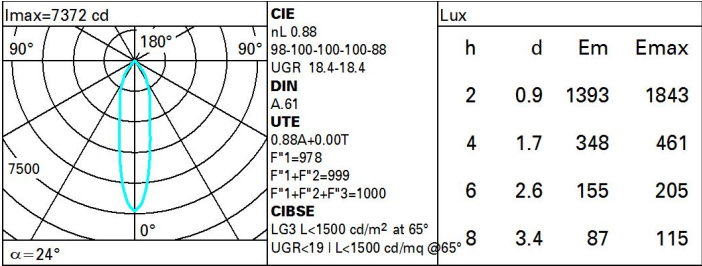 Imax=7372 cd
90°
180°
90°
7500
0°
α=24°
CIE
nL 0.88
98-100-100-100-88
UGR 18.4-18.4
DIN
A.61
UTE
0.88A+0.00T
F"1=978
F"1+F"2=999
F"1+F"2+F"3=1000
CIBSE
LG3 L<1500 cd/m² at 65°
UGR<19 | L<1500 cd/mq @65°
Lux
h d Em Emax
2 0.9 1393 1843
4 1.7 348 461
6 2.6 155 205
8 3.4 87 115